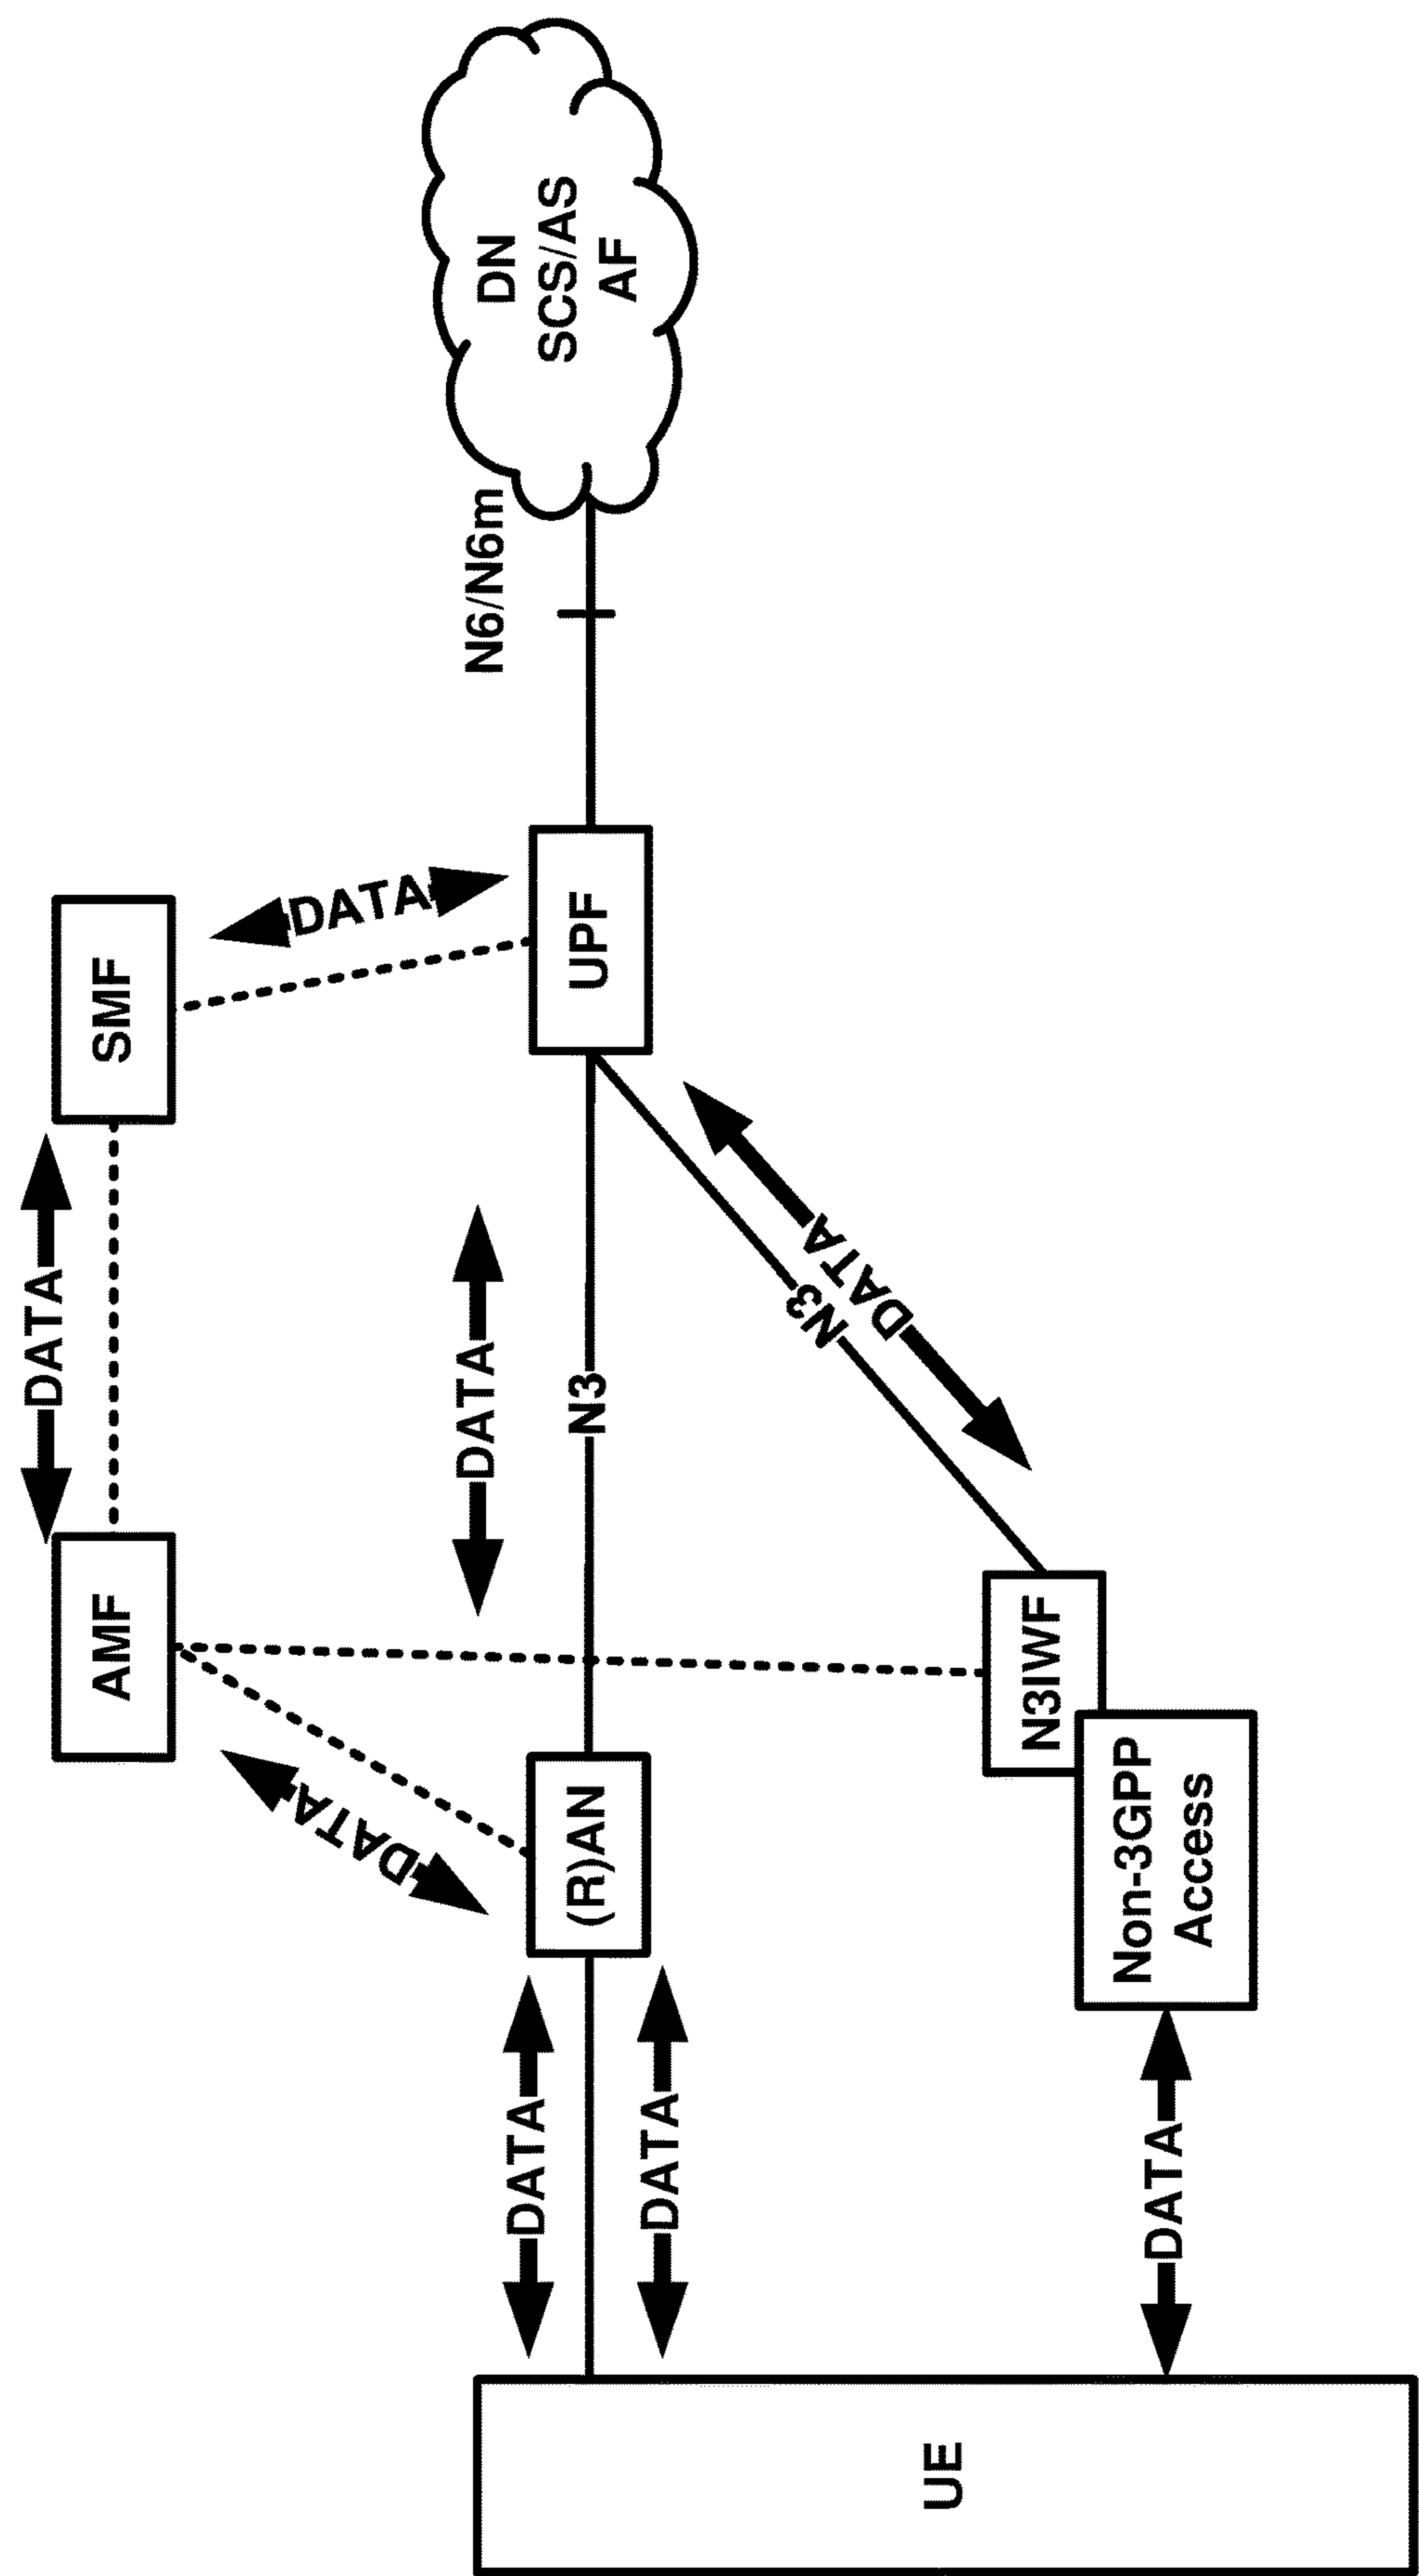 DATA
AMF
SMF
DATA
DATA
DATA
N6/N6m
DN
SCS/AS
AF
DATA
(R)AN
N3
UPF
DATA
N3
DATA
UE
N3IWF
Non-3GPP
Access
DATA